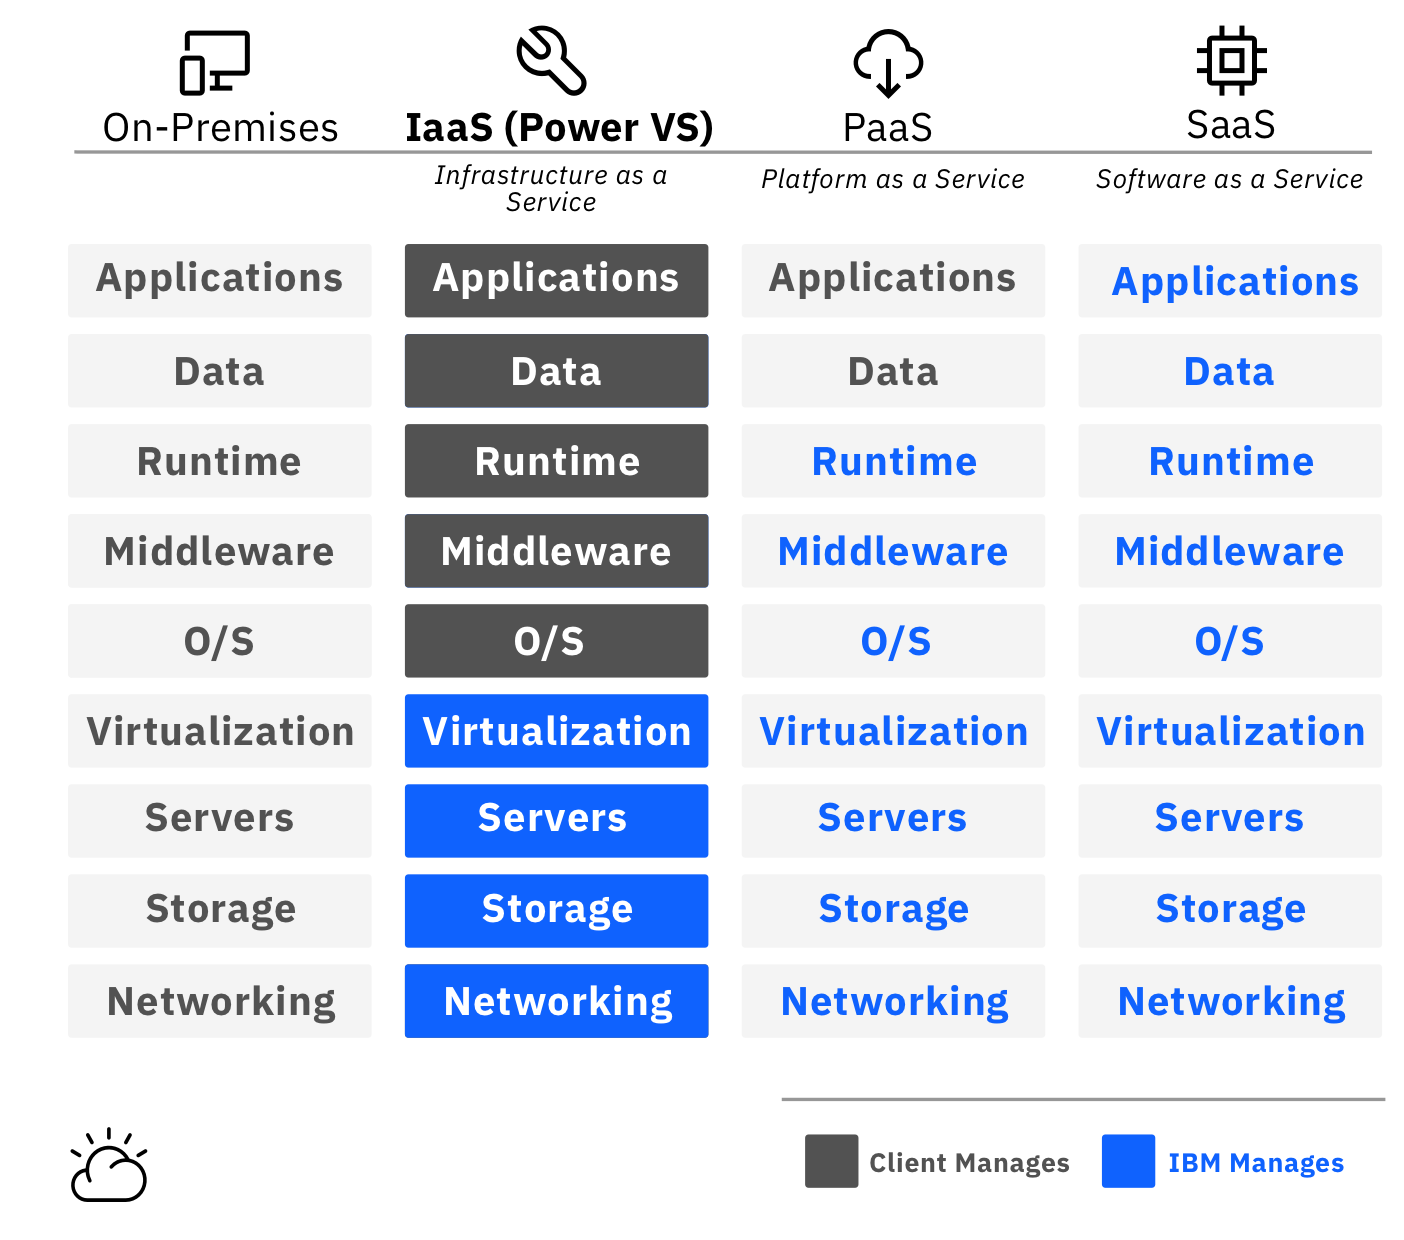 On-Premises
IaaS (Power VS)
PaaS
SaaS
Infrastructure as a
Service
Platform as a Service
Software as a Service
Applications
Applications
Applications
Applications
Data
Data
Data
Data
Runtime
Runtime
Runtime
Runtime
Middleware
Middleware
Middleware
Middleware
O/S
O/S
O/S
O/S
Virtualization
Virtualization
Virtualization
Virtualization
Servers
Servers
Servers
Servers
Storage
Storage
Storage
Storage
Networking
Networking
Networking
Networking
Client Manages
IBM Manages